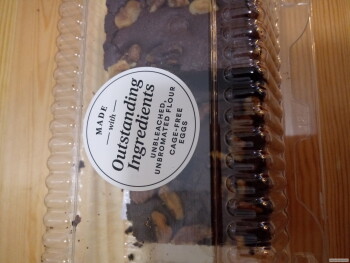 MADE
with
Outstanding
Ingredients
UNBLEACHED,
UNBROMATED FLOUR
CAGE-FREE
EGGS